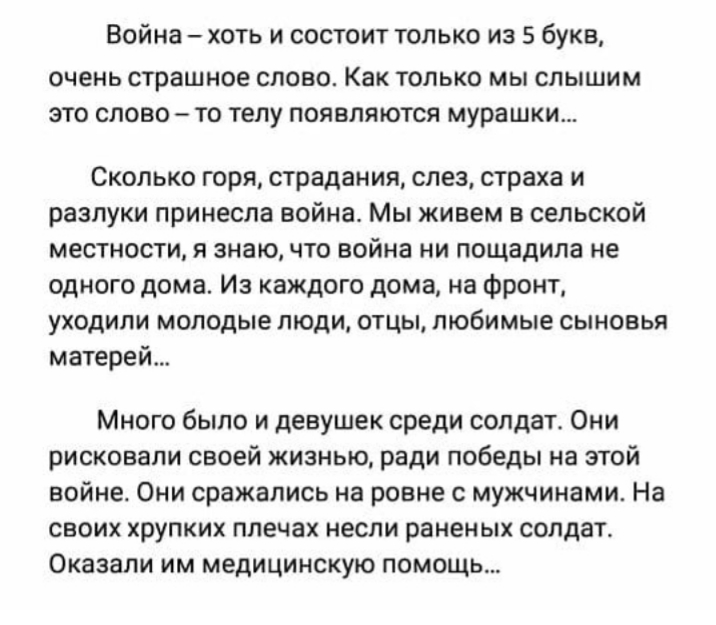 Война – хоть и состоит только из 5 букв,
очень страшное слово. Как только мы слышим
это слово – то телу появляются мурашки...
Сколько горя, страдания, слез, страха и
разлуки принесла война. Мы живем в сельской
местности, я знаю, что война ни пощадила не
одного дома. Из каждого дома, на фронт,
уходили молодые люди, отцы, любимые сыновья
матерей...
Много было и девушек среди солдат. Они
рисковали своей жизнью, ради победы на этой
войне. Они сражались на ровне с мужчинами. На
своих хрупких плечах несли раненых солдат.
Оказали им медицинскую помощь...